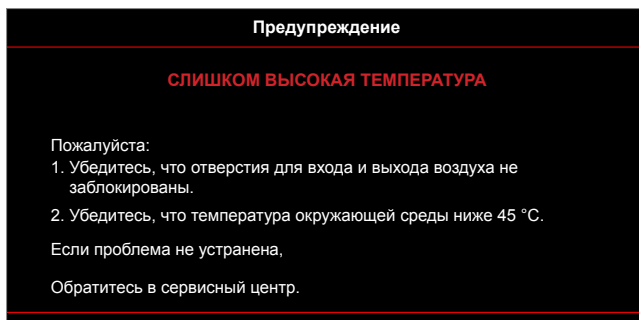 Предупреждение
СЛИШКОМ ВЫСОКАЯ ТЕМПЕРАТУРА
Пожалуйста:
1. Убедитесь, что отверстия для входа и выхода воздуха не
заблокированы.
2. Убедитесь, что температура окружающей среды ниже 45 °C.
Если проблема не устранена,
Обратитесь в сервисный центр.